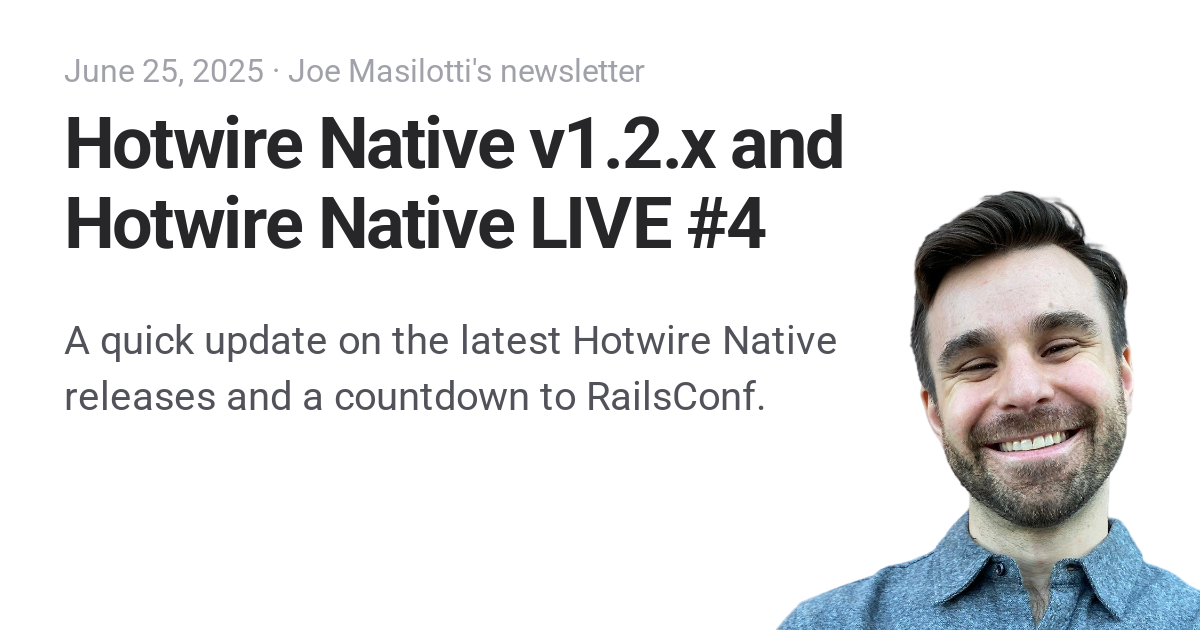 June 25, 2025 · Joe Masilotti's newsletter
Hotwire Native v1.2.x and
Hotwire Native LIVE #4
A quick update on the latest Hotwire Native
releases and a countdown to RailsConf.